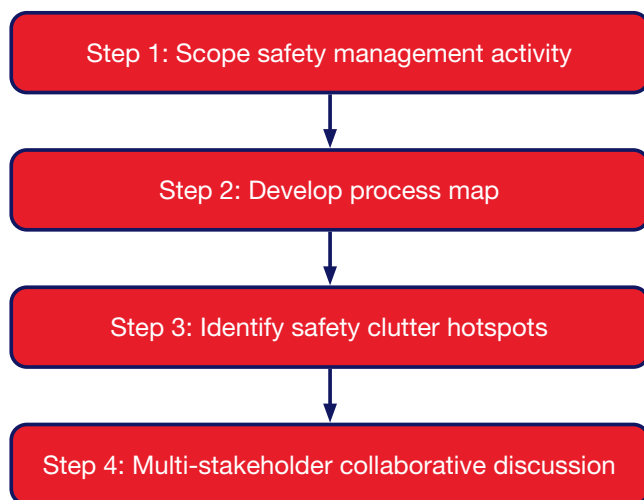 Step 1: Scope safety management activity
Step 2: Develop process map
Step 3: Identify safety clutter hotspots
Step 4: Multi-stakeholder collaborative discussion